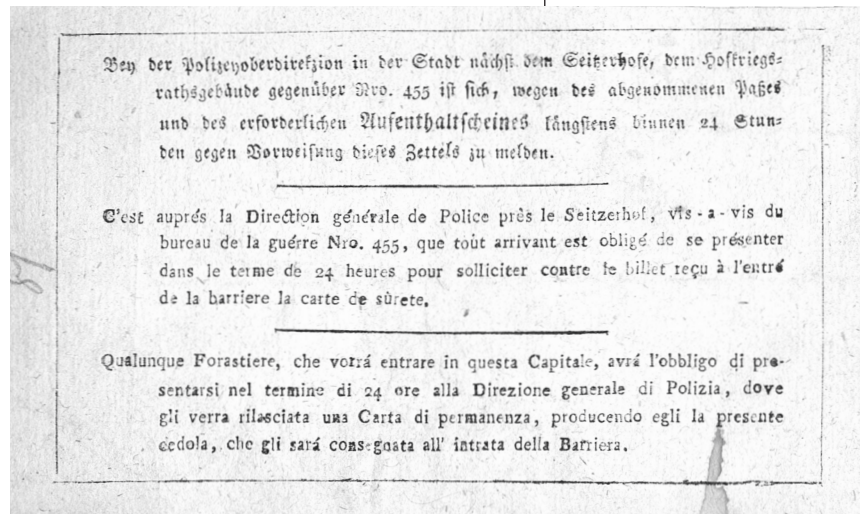 Bey der Polizeyoberdirekzion in der Stadt nächst dem Seitzerhofe, dem Hofkriegs-
rathsgebäude gegenüber Nro. 455 ist sich, wegen des abgenommenen Paßes
und des erforderlichen Aufenthaltscheines längstens binnen 24 Stun-
den gegen Vorweisung dieses Zettels zu melden.
C'est auprés la Direction générale de Police près le Seitzerhof, vis-a-vis du
bureau de la guérre Nro. 455, que tout arrivant est obligé de se présenter
dans le terme de 24 heures pour solliciter contre le billet reçu à l'entré
de la barriere la carte de sûrete.
Qualunque Forastiere, che vorrá entrare in questa Capitale, avrá l'obbligo di pre-
sentarsi nel termine di 24 ore alla Direzione generale di Polizia, dove
gli verra rilasciata una Carta di permanenza, producendo egli la presente
cedola, che gli sará consegnata all' intrata della Barriera.